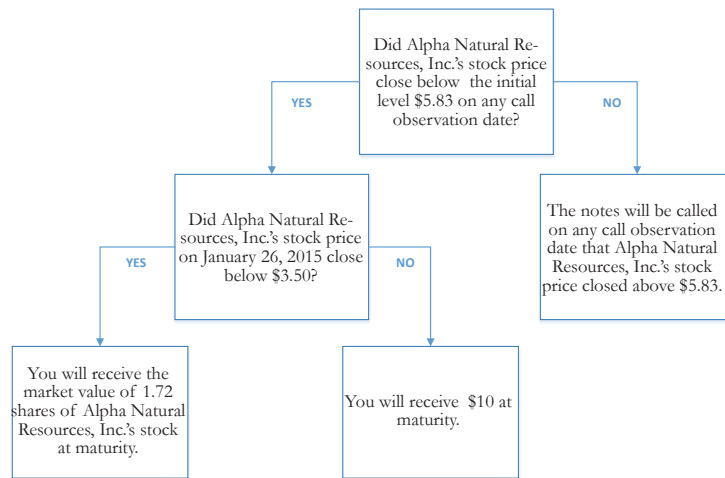 Did Alpha Natural Re-
sources, Inc.'s stock price
close below the initial
level $5.83 on any call
observation date?
YES
NO
Did Alpha Natural Re-
sources, Inc.'s stock price
on January 26, 2015 close
below $3.50?
The notes will be called
on any call observation
date that Alpha Natural
Resources, Inc.'s stock
price closed above $5.83.
YES
NO
You will receive the
market value of 1.72
shares of Alpha Natural
Resources, Inc.'s stock
at maturity.
You will receive $10 at
maturity.